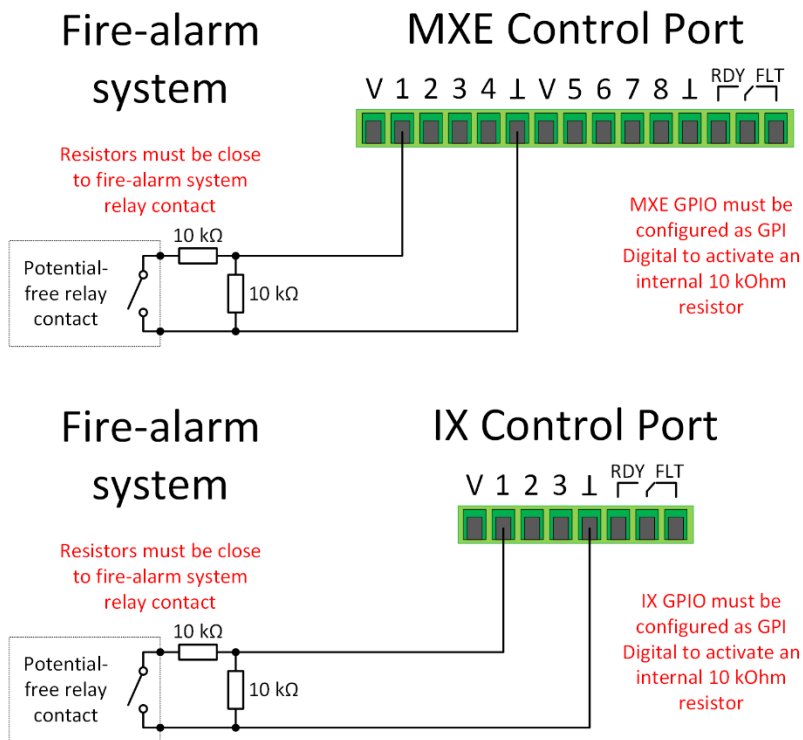 Fire-alarm
system
MXE Control Port
V 1 2 3 4 ⊥ V 5 6 7 8 ⊥ RDY FLT
Resistors must be close
to fire-alarm system
relay contact
MXE GPIO must be
configured as GPI
Digital to activate an
internal 10 kOhm
resistor
10 kΩ
Potential-
free relay
contact
10 kΩ
Fire-alarm
system
IX Control Port
V 1 2 3 ⊥ RDY FLT
Resistors must be close
to fire-alarm system
relay contact
IX GPIO must be
configured as GPI
Digital to activate an
internal 10 kOhm
resistor
10 kΩ
Potential-
free relay
contact
10 kΩ